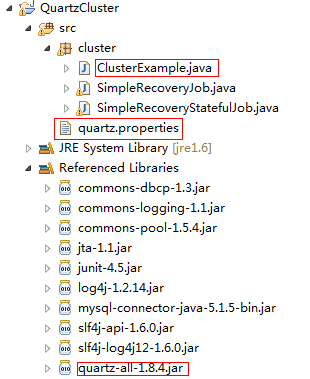 QuartzCluster
src
cluster
ClusterExample.java
SimpleRecoveryJob.java
SimpleRecoveryStatefulJob.java
quartz.properties
JRE System Library [jre1.6]
Referenced Libraries
commons-dbcp-1.3.jar
commons-logging-1.1.jar
commons-pool-1.5.4.jar
jta-1.1.jar
junit-4.5.jar
log4j-1.2.14.jar
mysql-connector-java-5.1.5-bin.jar
slf4j-api-1.6.0.jar
slf4j-log4j12-1.6.0.jar
quartz-all-1.8.4.jar